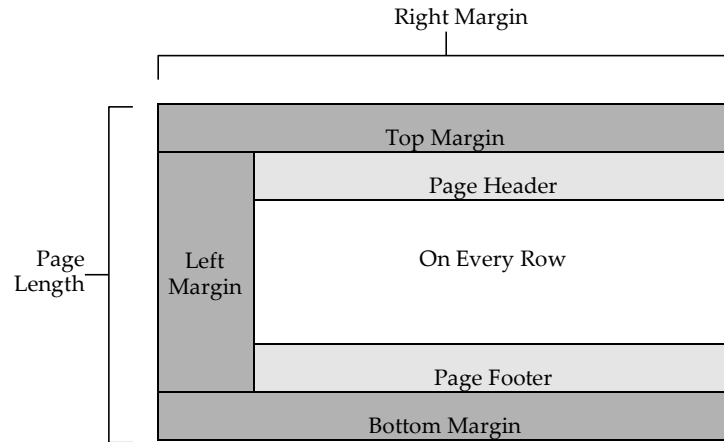 Right Margin
Top Margin
Page Header
On Every Row
Left
Margin
Page
Length
Page Footer
Bottom Margin